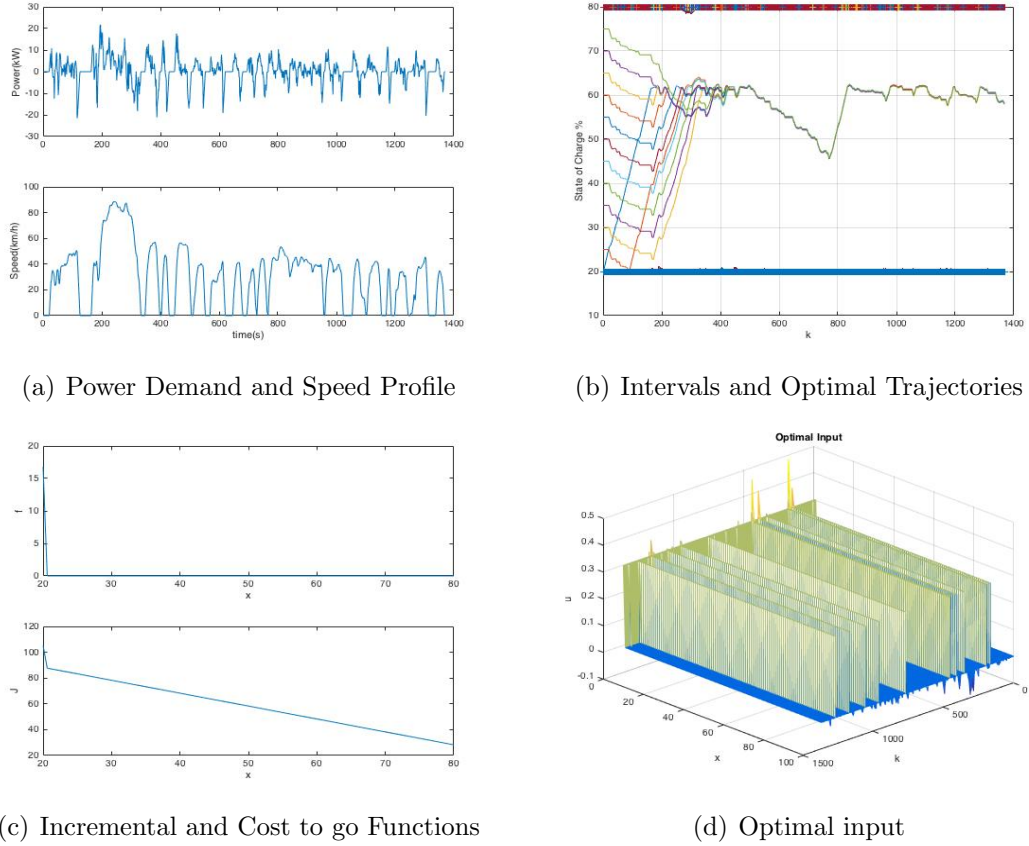 30
20
10
0
-10
-20
-30
Power(kW)
0 200 400 600 800 1000 1200 1400
100
80
60
40
20
0
Speed(km/h)
0 200 400 600 800 1000 1200 1400
time(s)
(a) Power Demand and Speed Profile
80
70
60
50
40
30
20
10
State of Charge %
0 200 400 600 800 1000 1200 1400
k
(b) Intervals and Optimal Trajectories
20
15
10
5
0
f
20 30 40 50 60 70 80
x
120
100
80
60
40
20
J
20 30 40 50 60 70 80
x
(c) Incremental and Cost to go Functions
Optimal Input
0.5
0.4
0.3
0.2
0.1
0
-0.1
u
0 20 40 60 80 100
x
1500 1000 500 0
k
(d) Optimal input